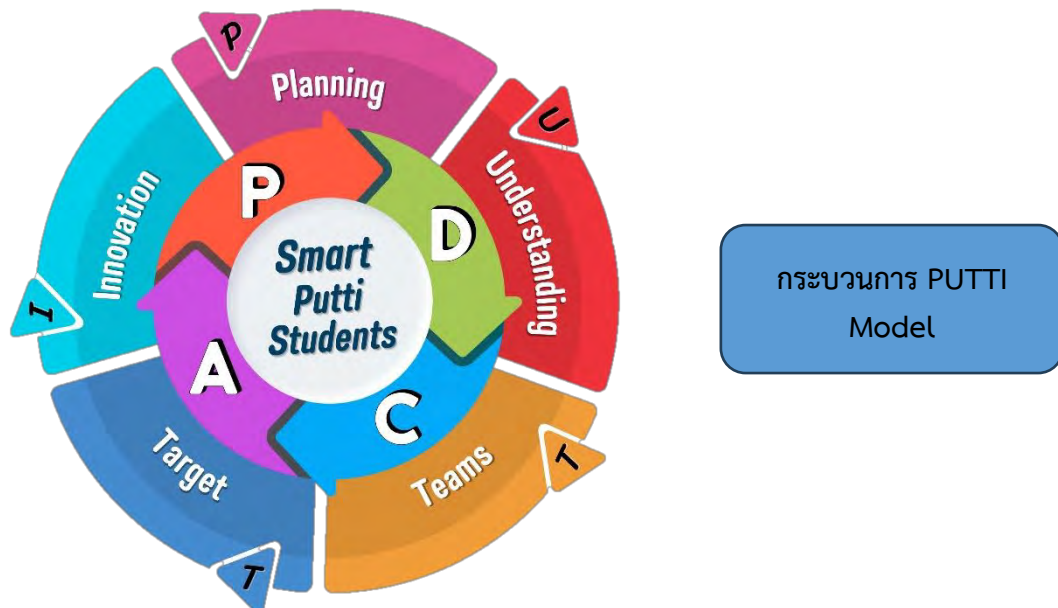 P
Planning
U
Understanding
T
Teams
T
Target
I
Innovation
P
D
C
A
Smart
Putti
Students
กระบวนการ PUTTI
Model